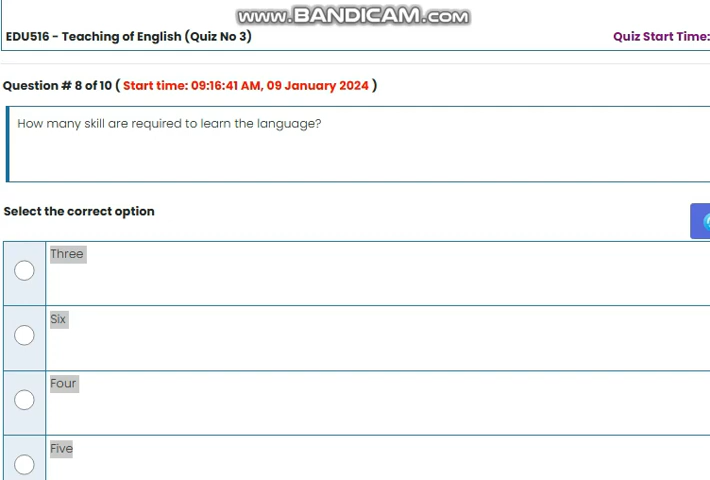 www.BANDICAM.com
EDU516 - Teaching of English (Quiz No 3) Quiz Start Time:
Question # 8 of 10 ( Start time: 09:16:41 AM, 09 January 2024 )
How many skill are required to learn the language?
Select the correct option
Three
Six
Four
Five